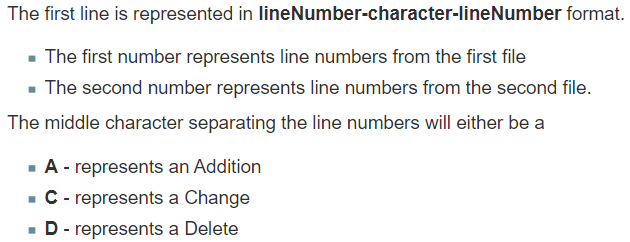 The first line is represented in lineNumber-character-lineNumber format.
The first number represents line numbers from the first file
The second number represents line numbers from the second file.
The middle character separating the line numbers will either be a
A - represents an Addition
C - represents a Change
D - represents a Delete